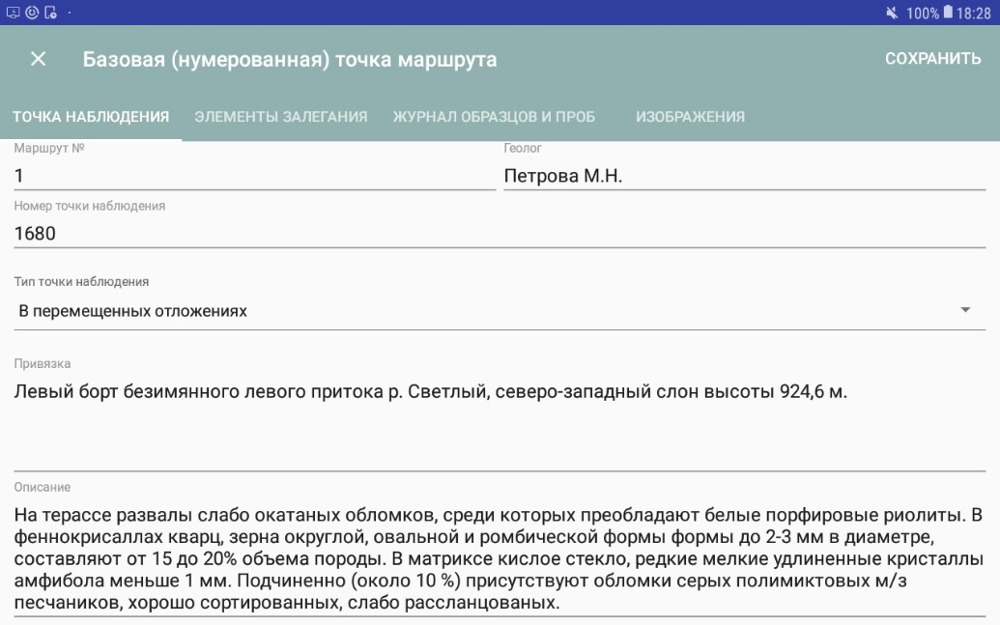 100% 18:28
Базовая (нумерованная) точка маршрута СОХРАНИТЬ
ТОЧКА НАБЛЮДЕНИЯ ЭЛЕМЕНТЫ ЗАЛЕГАНИЯ ЖУРНАЛ ОБРАЗЦОВ И ПРОБ ИЗОБРАЖЕНИЯ
Маршрут № Геолог
1 Петрова М.Н.
Номер точки наблюдения
1680
Тип точки наблюдения
В перемещенных отложениях
Привязка
Левый борт безимянного левого притока р. Светлый, северо-западный слон высоты 924,6 м.
Описание
На терассе развалы слабо окатаных обломков, среди которых преобладают белые порфировые риолиты. В
феннокрисаллах кварц, зерна округлой, овальной и ромбической формы формы до 2-3 мм в диаметре,
составляют от 15 до 20% объема породы. В матриксе кислое стекло, редкие мелкие удлиненные кристаллы
амфибола меньше 1 мм. Подчиненно (около 10 %) присутствуют обломки серых полимиктовых м/з
песчаников, хорошо сортированных, слабо рассланцованых.